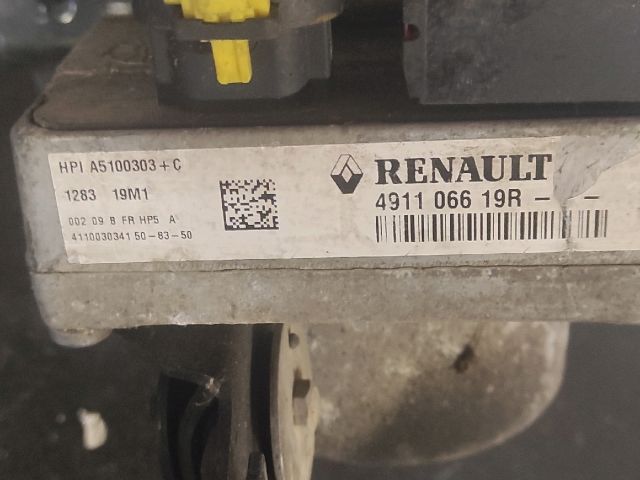 HPI A5100303+C
1283 19M1
002 09 B FR HP5 A
4110030341 50-83-50
RENAULT
4911 066 19R - -